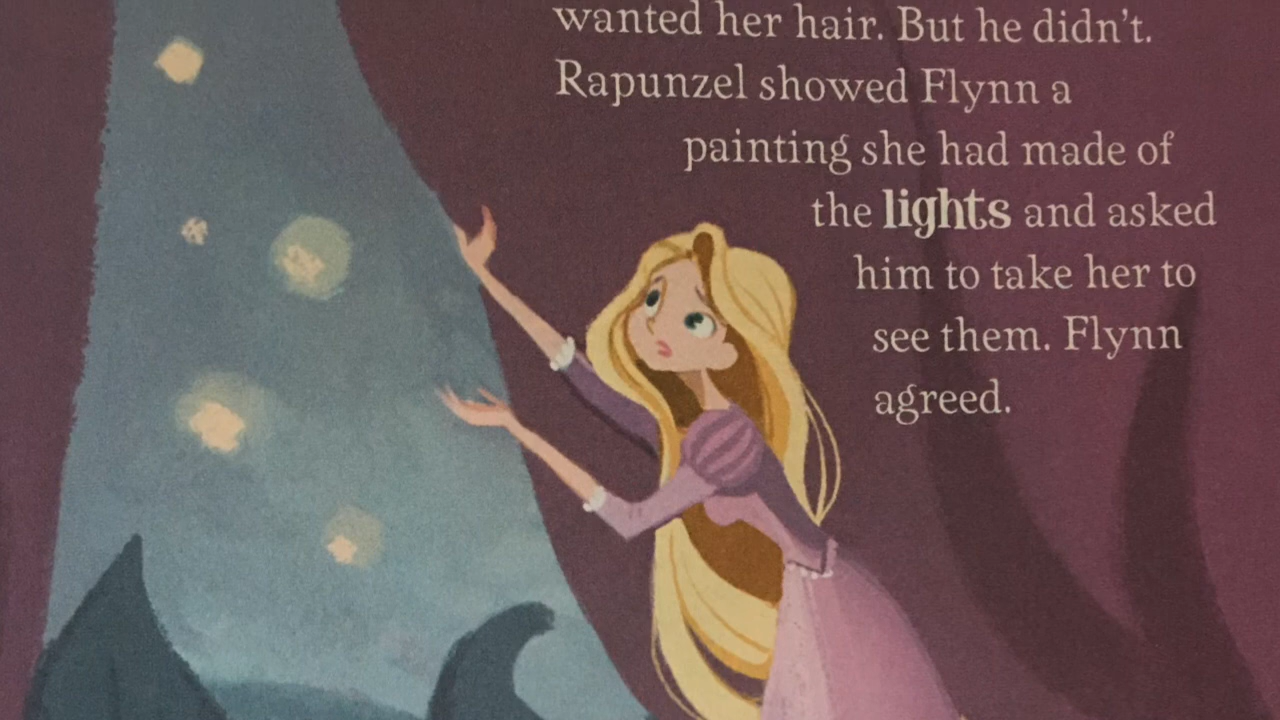 wanted her hair. But he didn't.
Rapunzel showed Flynn a
painting she had made of
the lights and asked
him to take her to
see them. Flynn
agreed.